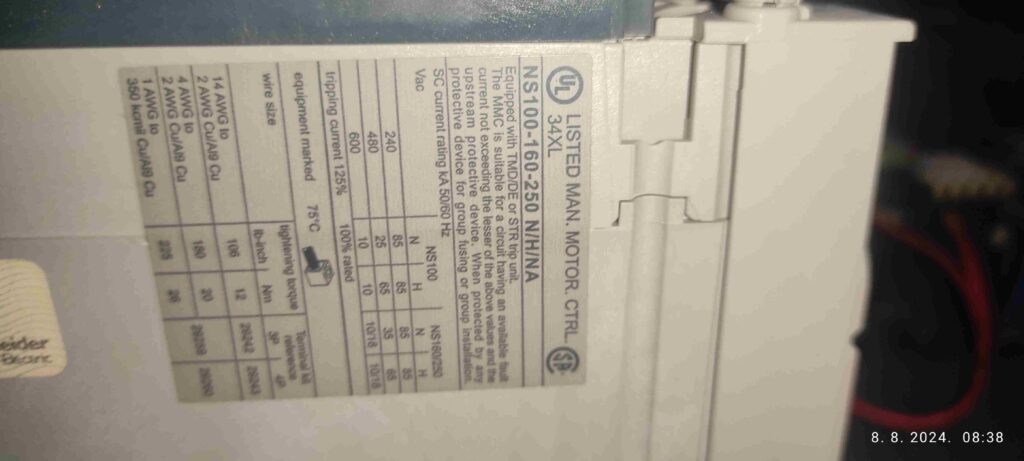 UL LISTED MAN. MOTOR CTRL. SP
34XL
NS100-160-250 N/H/NA
Equipped with TMD/DE or STR trip unit.
The MMC is suitable for a circuit having an available fault
current not exceeding the lesser of the above values and the
upstream protective device. When protected by any
protective device for group fusing or group installation.
SC current rating kA 50/60 Hz NS100 NS160/250
Vac N H N H
240 85 85 85 85
480 25 65 35 65
600 10 10 10/18 10/18
tripping current 125% 100% rated
equipment marked 75°C
wire size tightening torque Terminal kit
lb-inch Nm reference
3P 4P
14 AWG to
2 AWG Cu/Al9 Cu 106 12 29242 29243
4 AWG to
2 AWG Cu/Al9 Cu 180 20
1 AWG to
350 kcmil Cu/Al9 Cu 225 26 29259 29260
eider
Electric
8. 8. 2024. 08:38